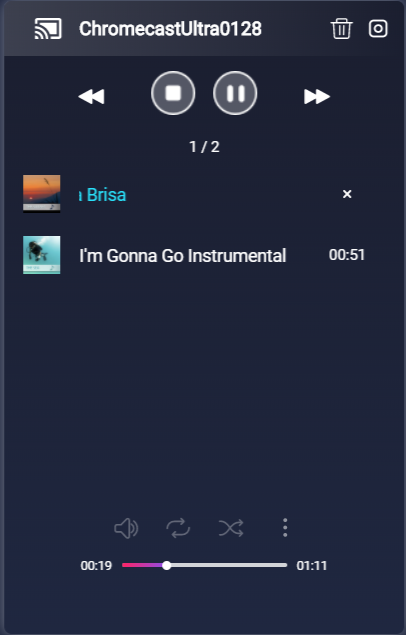 ChromecastUltra0128
1 / 2
Brisa
I'm Gonna Go Instrumental
00:51
00:19
01:11